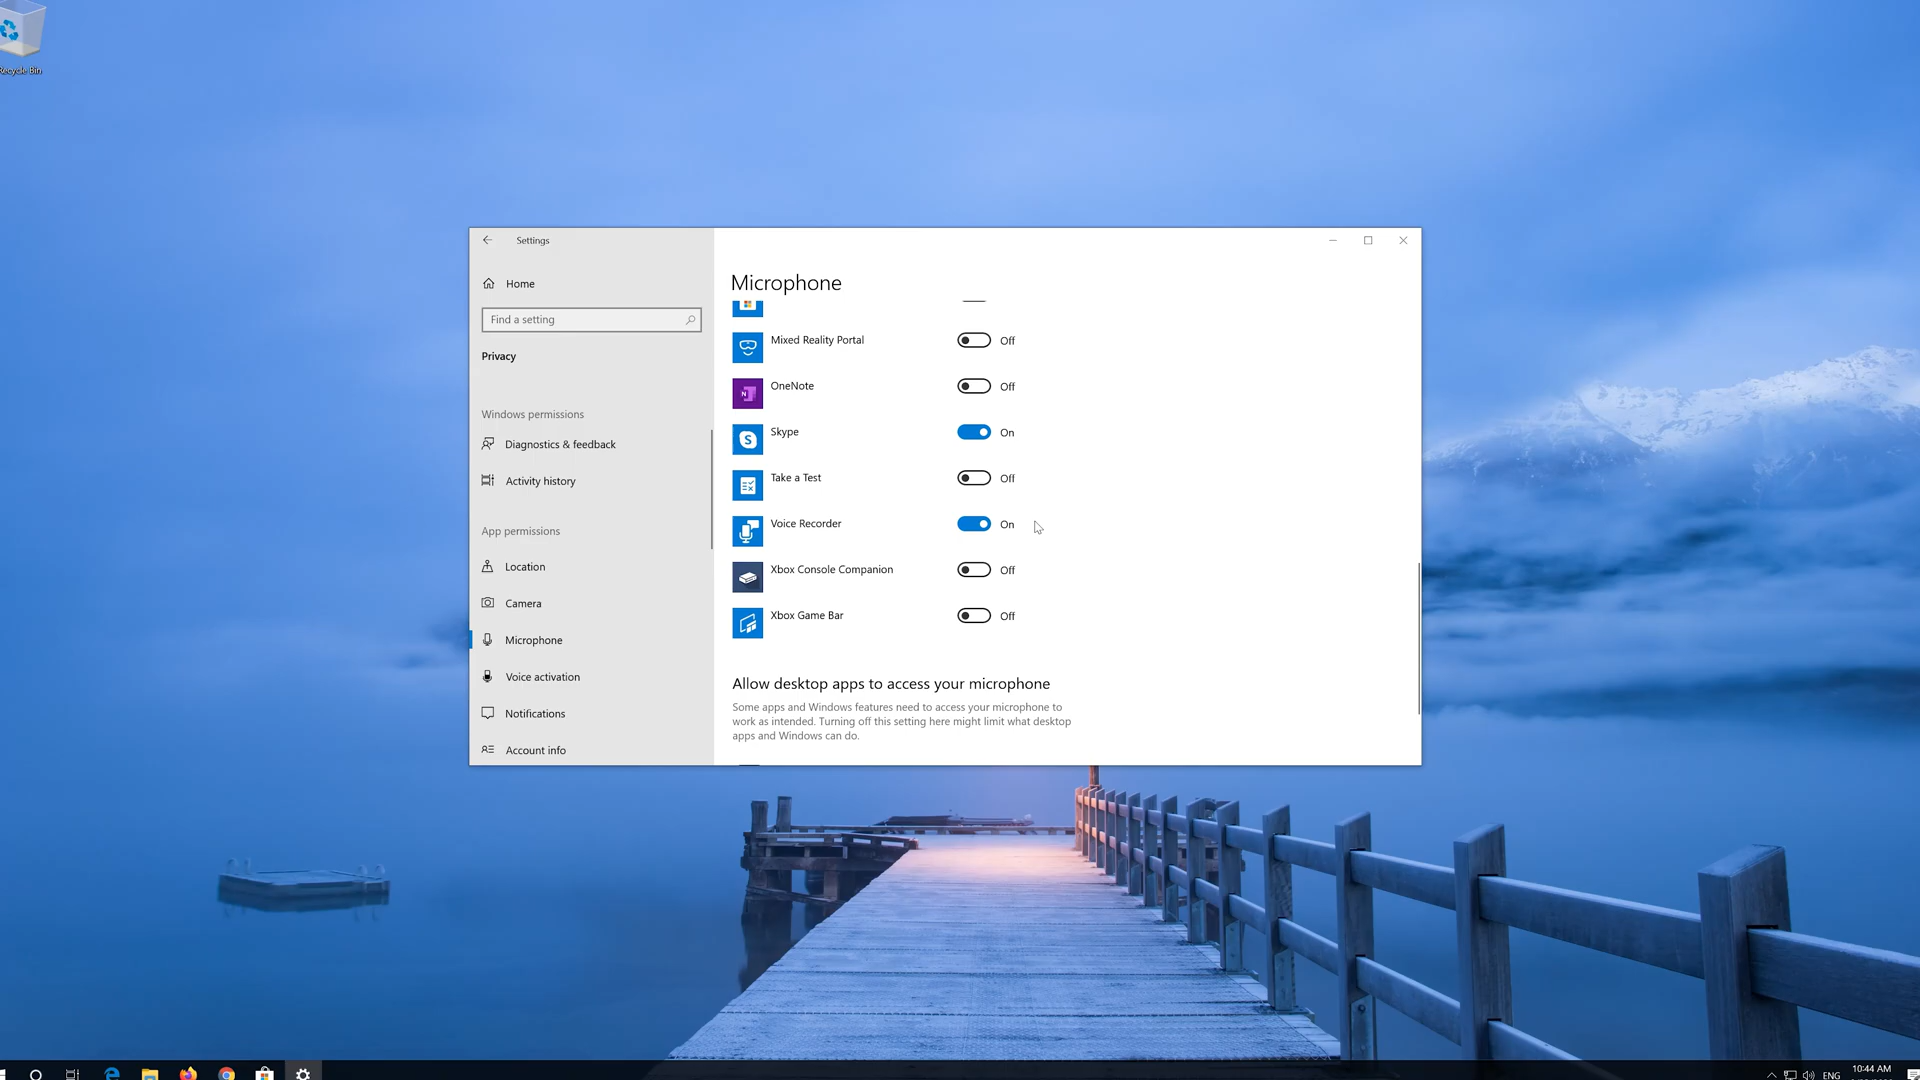 Recycle Bin
Settings
Home
Find a setting
Privacy
Windows permissions
Diagnostics & feedback
Activity history
App permissions
Location
Camera
Microphone
Voice activation
Notifications
Account info
Microphone
Mixed Reality Portal Off
OneNote Off
Skype On
Take a Test Off
Voice Recorder On
Xbox Console Companion Off
Xbox Game Bar Off
Allow desktop apps to access your microphone
Some apps and Windows features need to access your microphone to
work as intended. Turning off this setting here might limit what desktop
apps and Windows can do.
ENG
10:44 AM